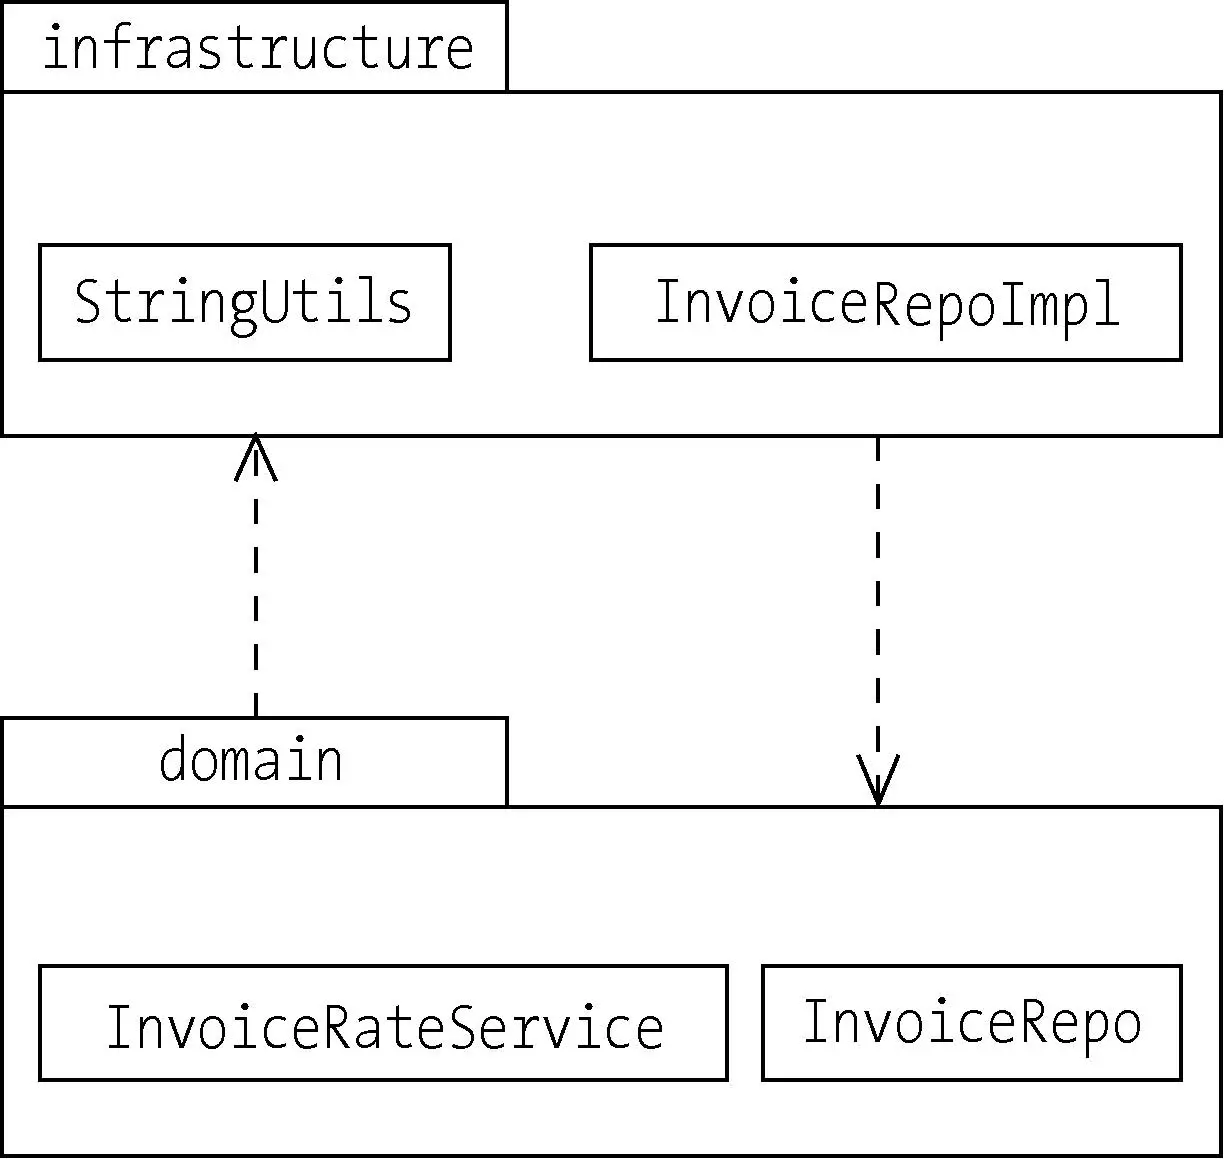 infrastructure
StringUtils
InvoiceRepoImpl
domain
InvoiceRateService
InvoiceRepo